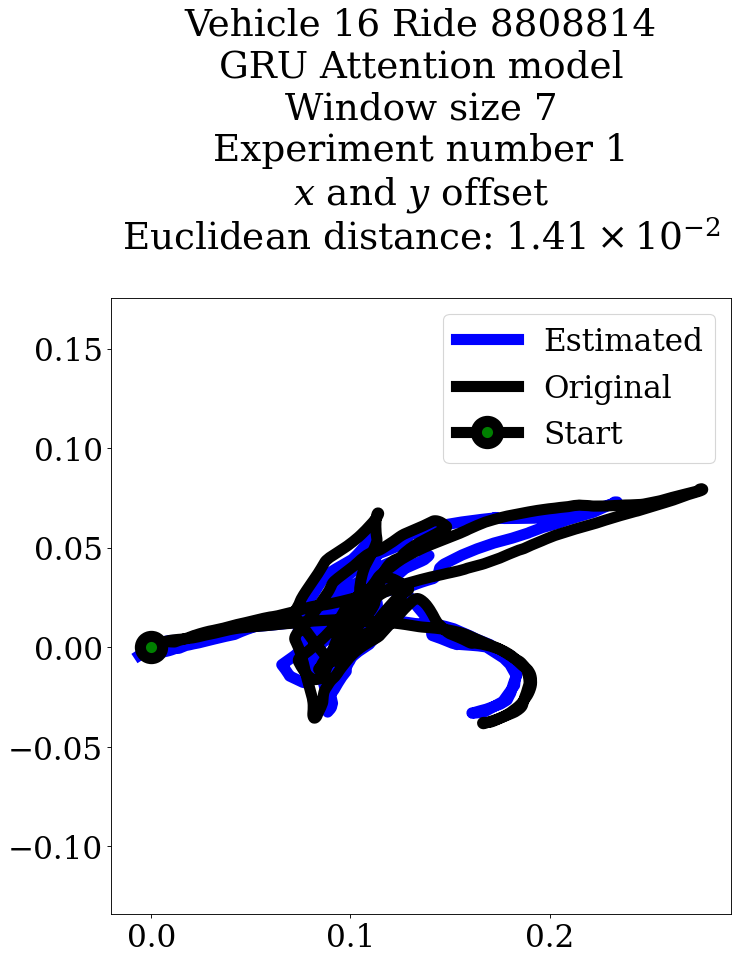 Vehicle 16 Ride 8808814
GRU Attention model
Window size 7
Experiment number 1
x and y offset
Euclidean distance: 1.41 × 10⁻²
Estimated
Original
Start
0.15
0.10
0.05
0.00
−0.05
−0.10
0.0 0.1 0.2